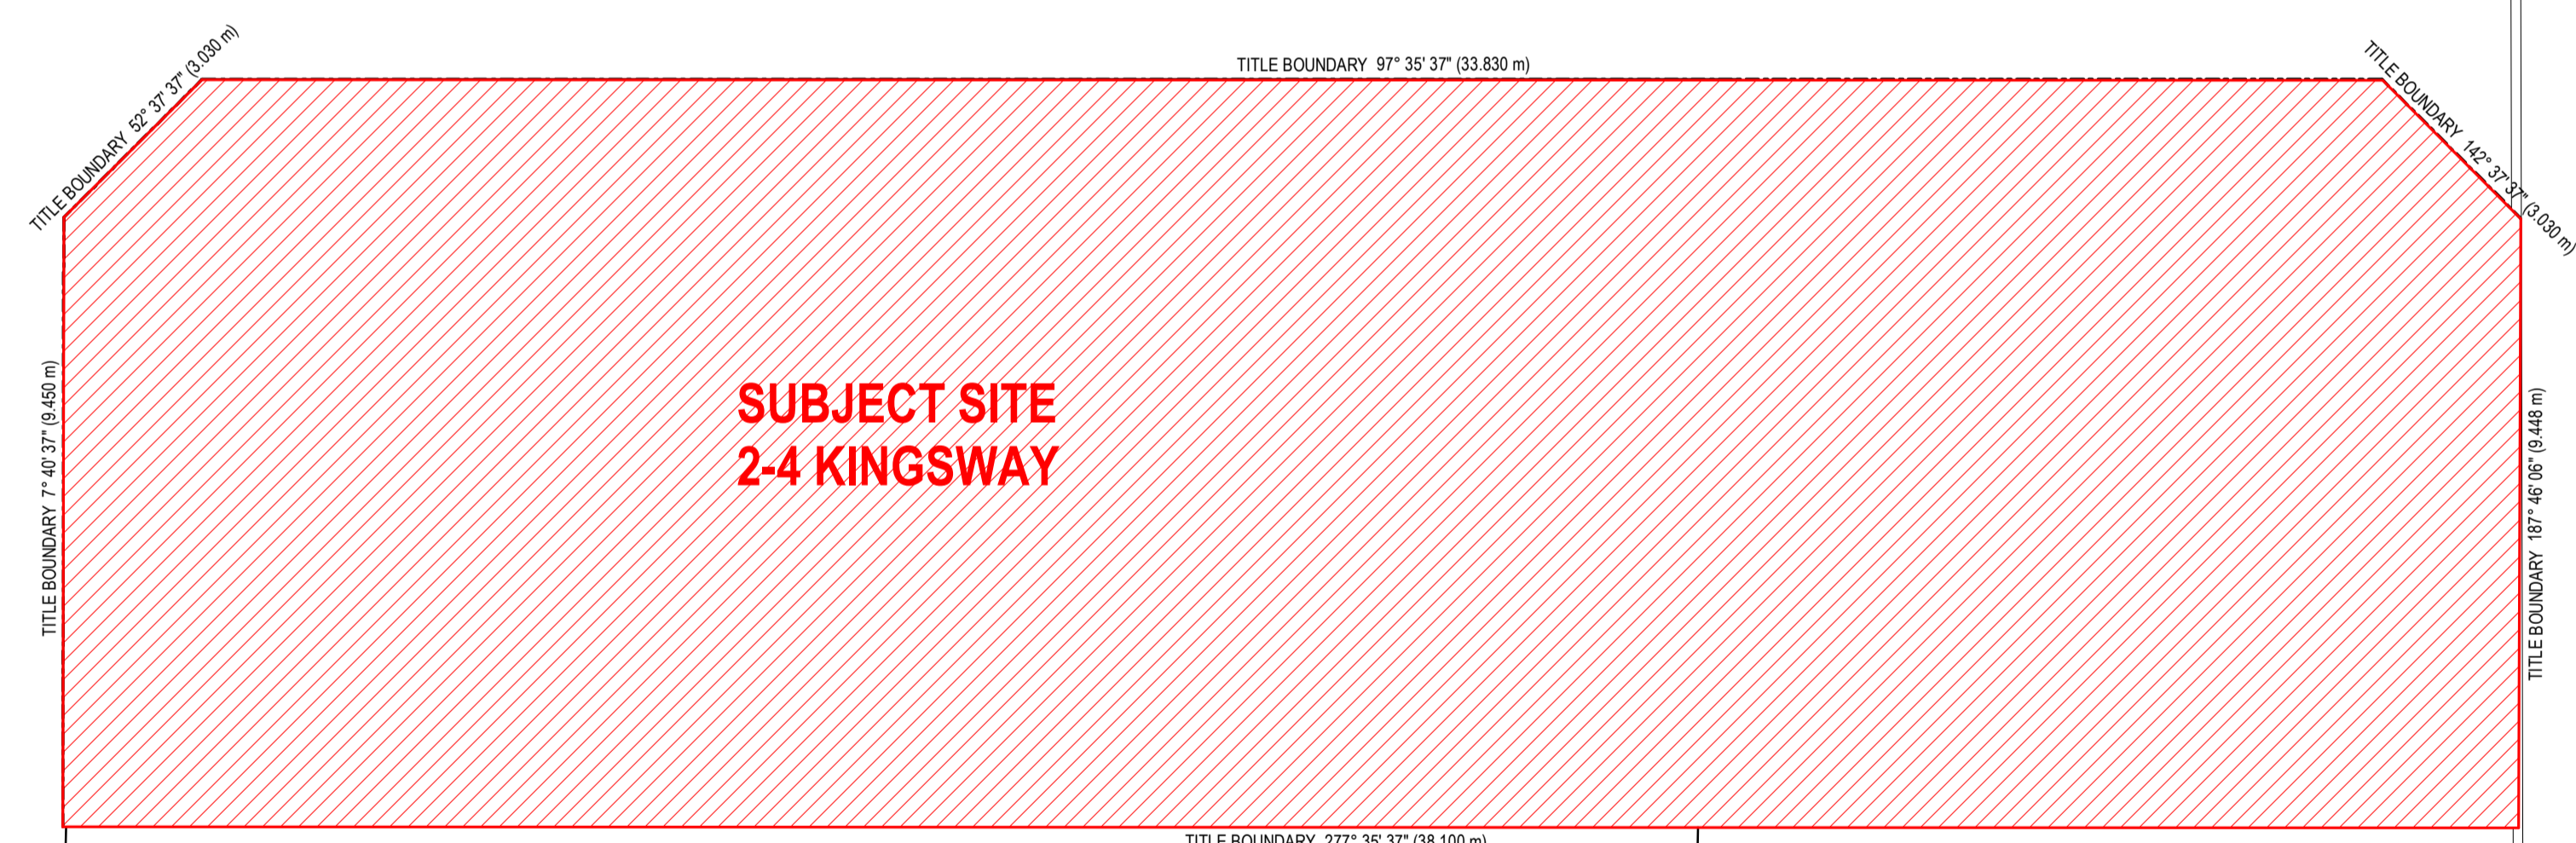 TITLE BOUNDARY 52° 37' 37" (3.030 m)
TITLE BOUNDARY 97° 35' 37" (33.830 m)
TITLE BOUNDARY 142° 37' 37" (3.030 m)
TITLE BOUNDARY 7° 40' 37" (9.450 m)
SUBJECT SITE
2-4 KINGSWAY
TITLE BOUNDARY 187° 46' 06" (9.448 m)
TITLE BOUNDARY 277° 35' 37" (38.100 m)